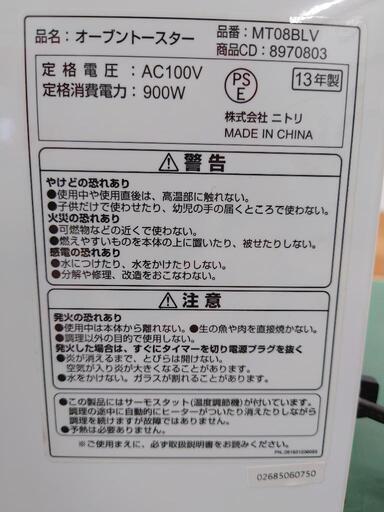 品名：オーブントースター
品番：MT08BLV
商品CD：8970803
定格電圧：AC100V
定格消費電力：900W
PS
E
13年製
株式会社 ニトリ
MADE IN CHINA
警告
やけどの恐れあり
●使用中や使用直後は、高温部に触れない。
●子供だけで使わせたり、幼児の手の届くところで使わない。
火災の恐れあり
●可燃物などの近くで使わない。
●燃えやすいものを本体の上に置いたり、被せたりしない。
感電の恐れあり
●水につけたり、水をかけたりしない。
●分解や修理、改造をおこなわない。
注意
発火の恐れあり
●使用中は本体から離れない。●生の魚や肉を直接焼かない。
●調理以外の目的で使用しない。
発火した場合は、すぐにタイマーを切り電源プラグを抜く
●炎が消えるまで、とびらは開けない。
空気が入り炎が大きくなることがあります。
●水をかけない。ガラスが割れることがあります。
●この製品にはサーモスタット(温度調節機)が付いています。
調理の途中に自動的にヒーターがついたり消えたりしながら
調理を続けますが故障ではありません。
●予熱は必要ありません。
～ご使用まえに、必ず取扱説明書をお読みください。～
02685060750